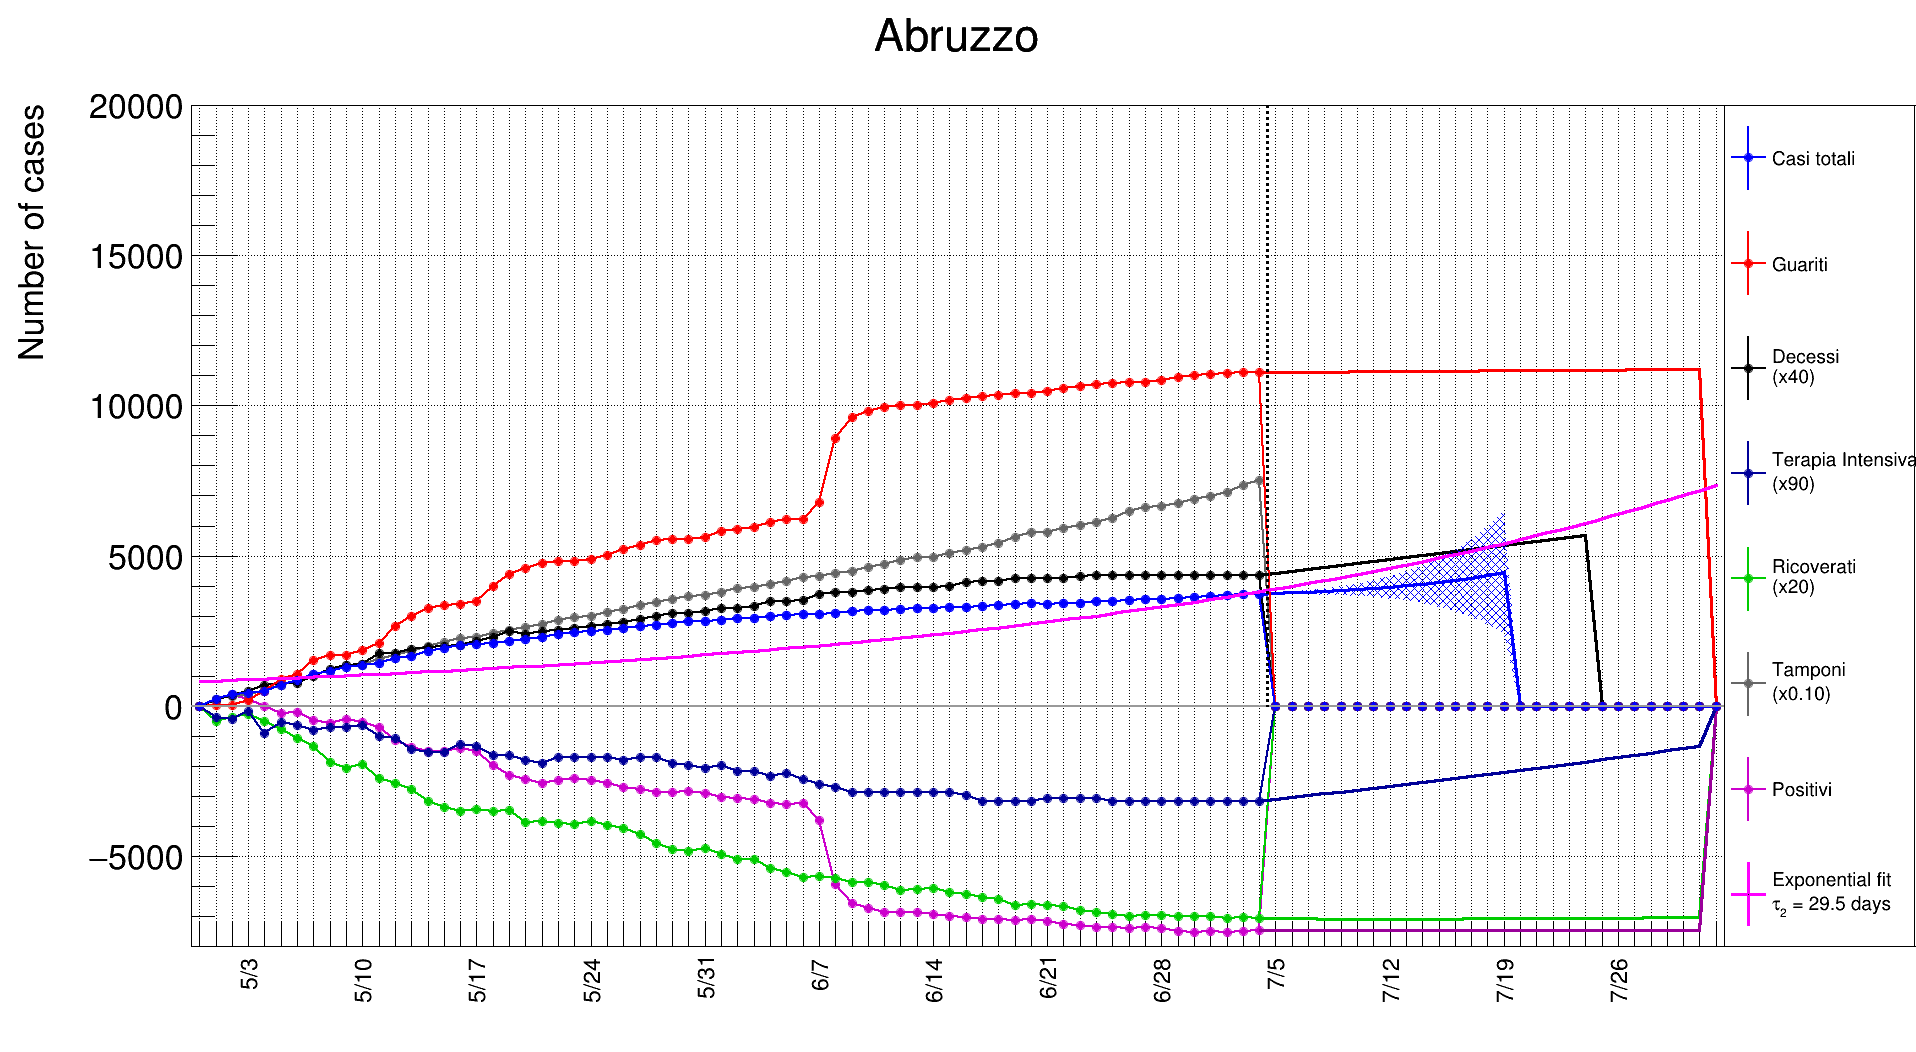 Abruzzo
Number of cases
20000
15000
10000
5000
0
−5000
5/3
5/10
5/17
5/24
5/31
6/7
6/14
6/21
6/28
7/5
7/12
7/19
7/26
Casi totali
Guariti
Decessi
(x40)
Terapia Intensiva
(x90)
Ricoverati
(x20)
Tamponi
(x0.10)
Positivi
Exponential fit
τ2 = 29.5 days